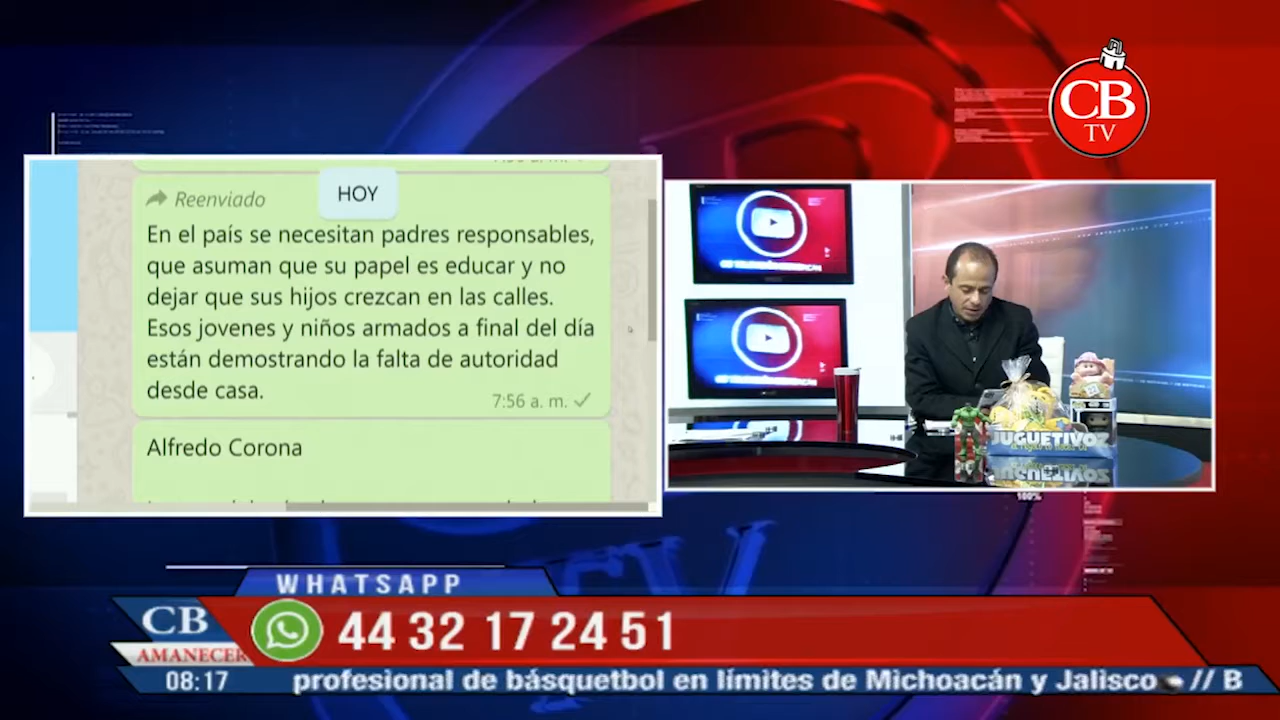 CB
TV
Reenviado
HOY
En el país se necesitan padres responsables,
que asuman que su papel es educar y no
dejar que sus hijos crezcan en las calles.
Esos jovenes y niños armados a final del día
están demostrando la falta de autoridad
desde casa.
7:56 a. m.
Alfredo Corona
JUGUETIVOZ
100%
WHATSAPP
44 32 17 24 51
CB
AMANECER
08:17
profesional de básquetbol en límites de Michoacán y Jalisco // B